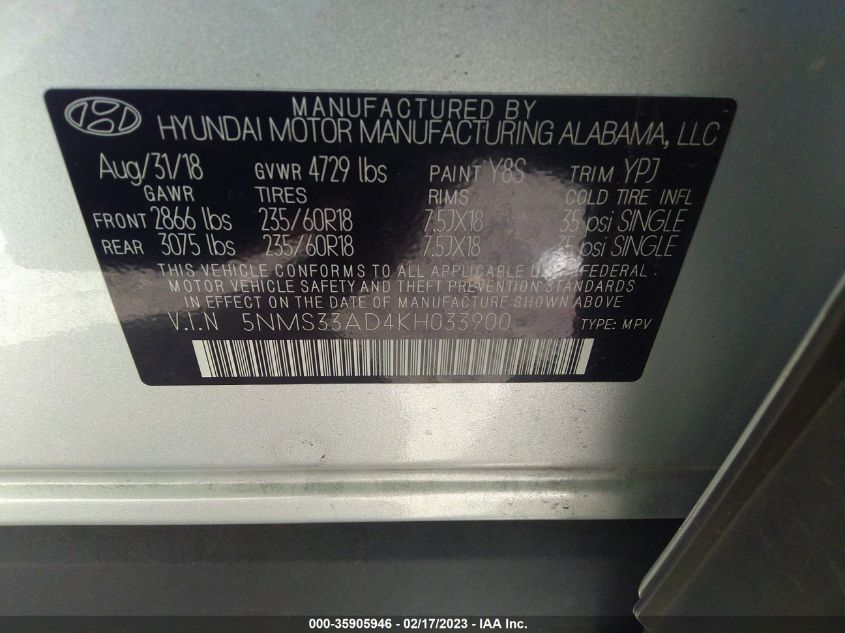 MANUFACTURED BY
HYUNDAI MOTOR MANUFACTURING ALABAMA, LLC
Aug/31/18 GVWR 4729 lbs PAINT Y8S TRIM YPJ
GAWR TIRES RIMS COLD TIRE INFL
FRONT 2866 lbs 235/60R18 7.5JX18 35 psi SINGLE
REAR 3075 lbs 235/60R18 7.5JX18 35 psi SINGLE
THIS VEHICLE CONFORMS TO ALL APPLICABLE U.S. FEDERAL
MOTOR VEHICLE SAFETY AND THEFT PREVENTION STANDARDS
IN EFFECT ON THE DATE OF MANUFACTURE SHOWN ABOVE
V.I.N 5NMS33AD4KH033900 TYPE: MPV
000-35905946 - 02/17/2023 - IAA Inc.